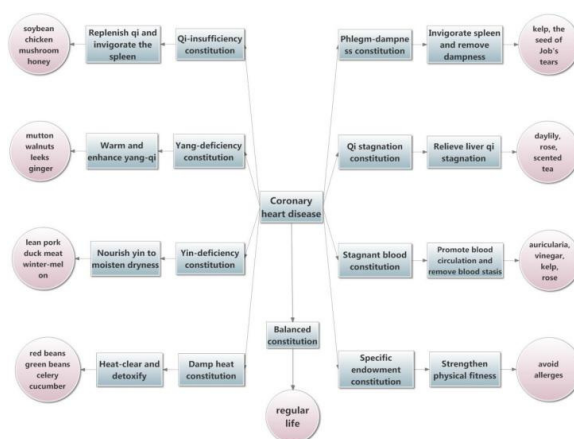 soybean
chicken
mushroom
honey
Replenish qi and
invigorate the
spleen
Qi-insufficiency
constitution
Phlegm-dampne
ss constitution
Invigorate spleen
and remove
dampness
kelp, the
seed of
Job's
tears
mutton
walnuts
leeks
ginger
Warm and
enhance yang-qi
Yang-deficiency
constitution
Qi stagnation
constitution
Relieve liver qi
stagnation
daylily,
rose,
scented
tea
Coronary
heart disease
lean pork
duck meat
winter-mel
on
Nourish yin to
moisten dryness
Yin-deficiency
constitution
Stagnant blood
constitution
Promote blood
circulation and
remove blood stasis
auricularia,
vinegar,
kelp,
rose
Balanced
constitution
red beans
green beans
celery
cucumber
Heat-clear and
detoxify
Damp heat
constitution
Specific
endowment
constitution
Strengthen
physical fitness
avoid
allerges
regular
life